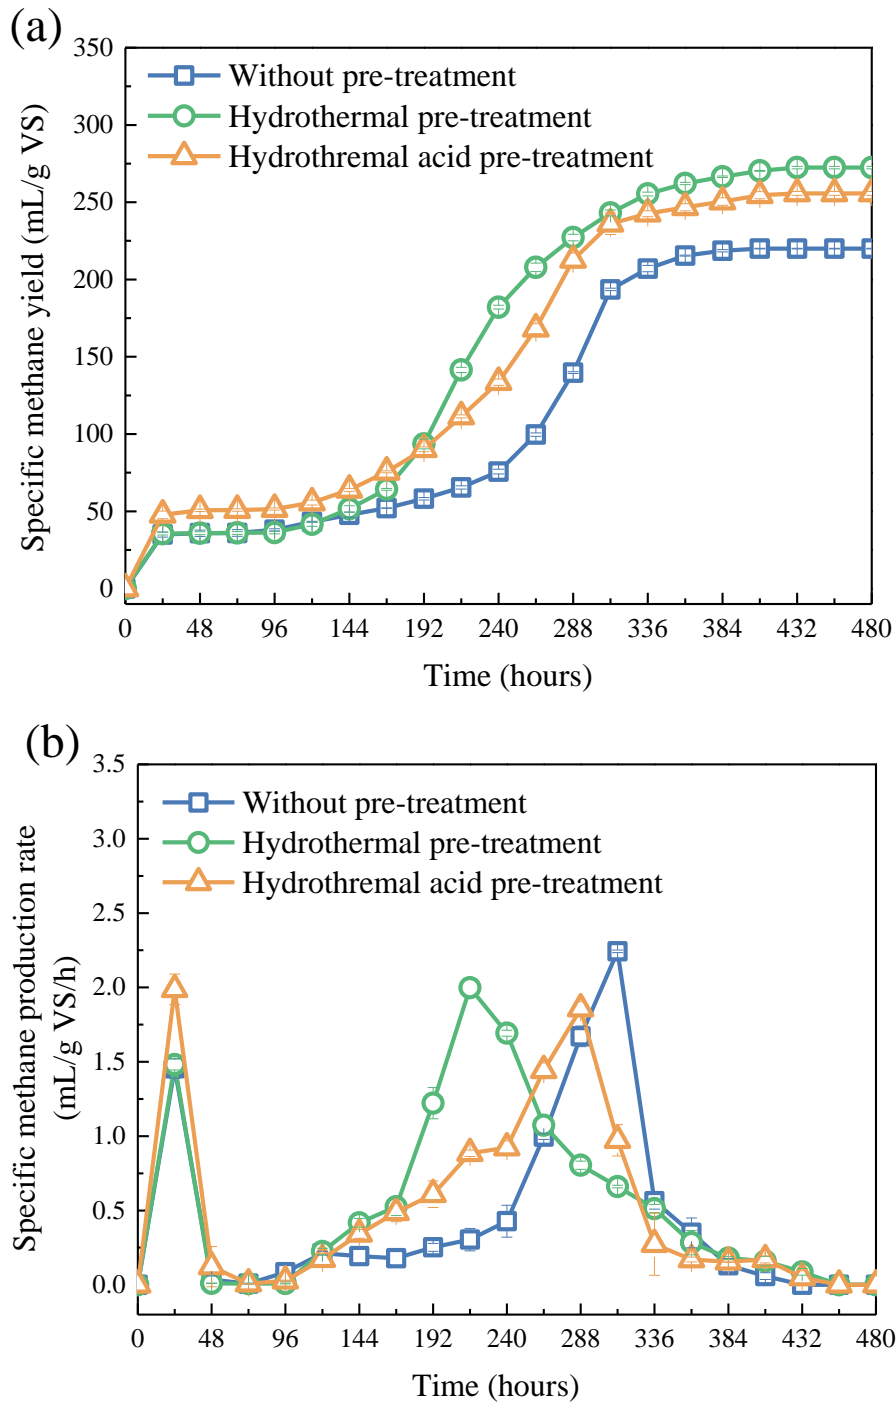 (a)
350
300
250
200
150
100
50
0
Specific methane yield (mL/g VS)
Without pre-treatment
Hydrothermal pre-treatment
Hydrothremal acid pre-treatment
0 48 96 144 192 240 288 336 384 432 480
Time (hours)
(b)
3.5
3.0
2.5
2.0
1.5
1.0
0.5
0.0
Specific methane production rate
(mL/g VS/h)
Without pre-treatment
Hydrothermal pre-treatment
Hydrothremal acid pre-treatment
0 48 96 144 192 240 288 336 384 432 480
Time (hours)